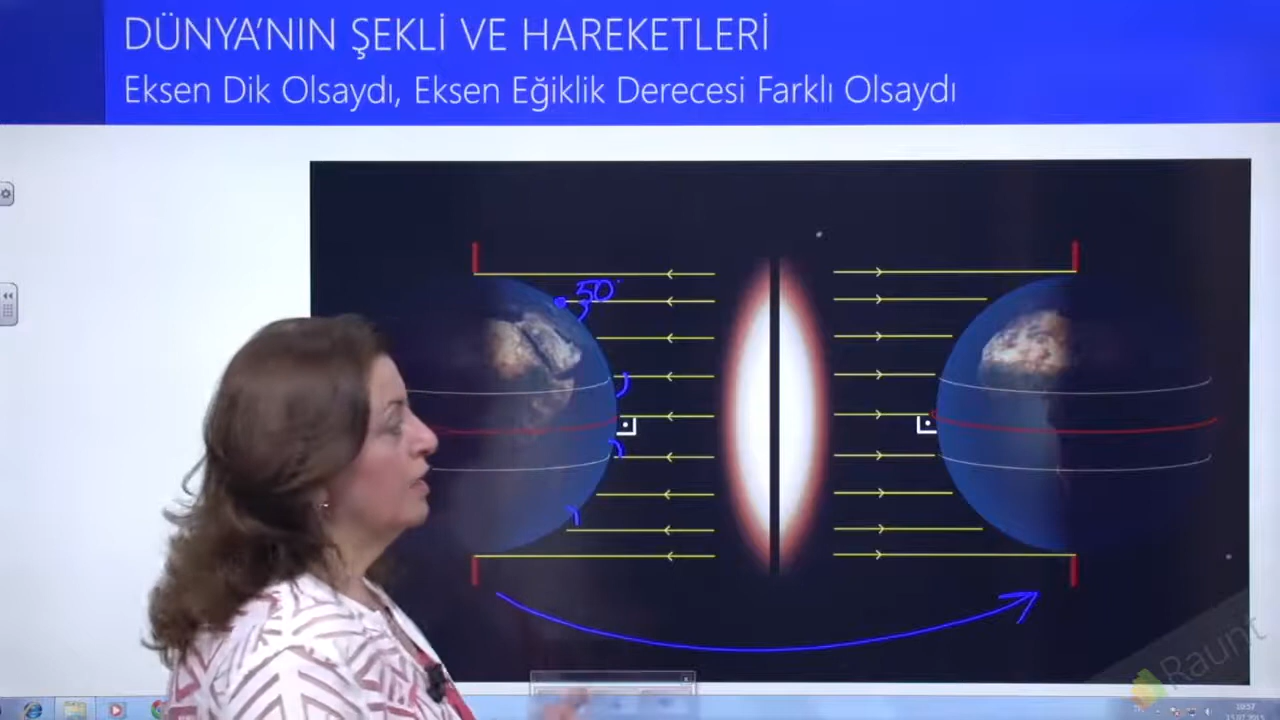 DÜNYA'NIN ŞEKLİ VE HAREKETLERİ
Eksen Dik Olsaydı, Eksen Eğiklik Derecesi Farklı Olsaydı
50°
Raunt